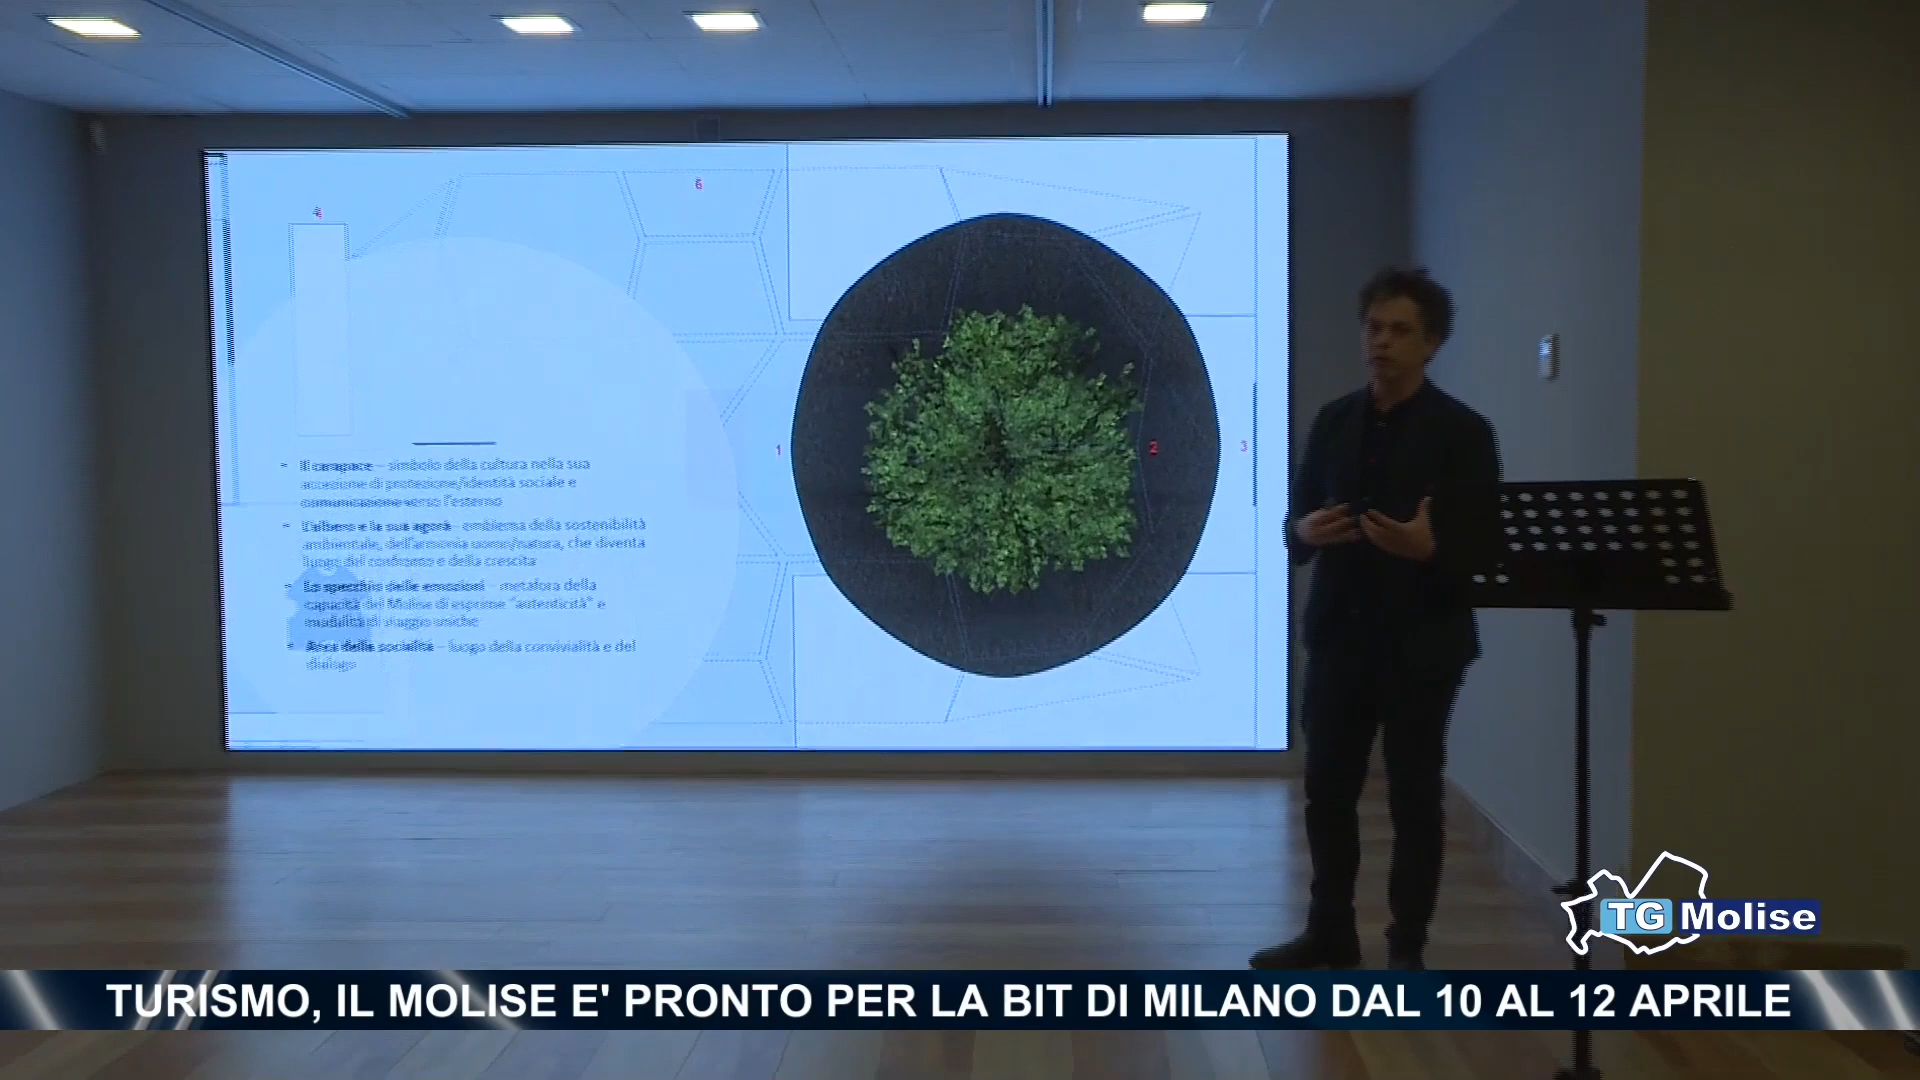 4
6
1
2
3
- Il carapace – simbolo della cultura nella sua
accezione di protezione/identità sociale e
comunicazione verso l'esterno
- L'albero e la sua agorà - emblema della sostenibilità
ambientale, dell'armonia uomo/natura, che diventa
luogo del confronto e della crescita
- Lo specchio delle emozioni – metafora della
capacità del Molise di esprime "autenticità" e
modalità di viaggio uniche
- Area della socialità – luogo della convivialità e del
dialogo
TG Molise
TURISMO, IL MOLISE E' PRONTO PER LA BIT DI MILANO DAL 10 AL 12 APRILE